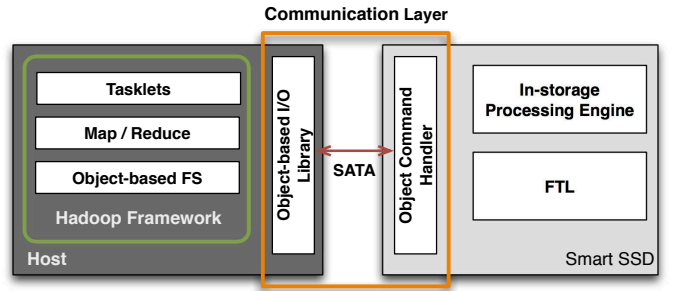 Communication Layer
Tasklets
Map / Reduce
Object-based FS
Hadoop Framework
Host
Object-based I/O
Library
SATA
Object Command
Handler
In-storage
Processing Engine
FTL
Smart SSD